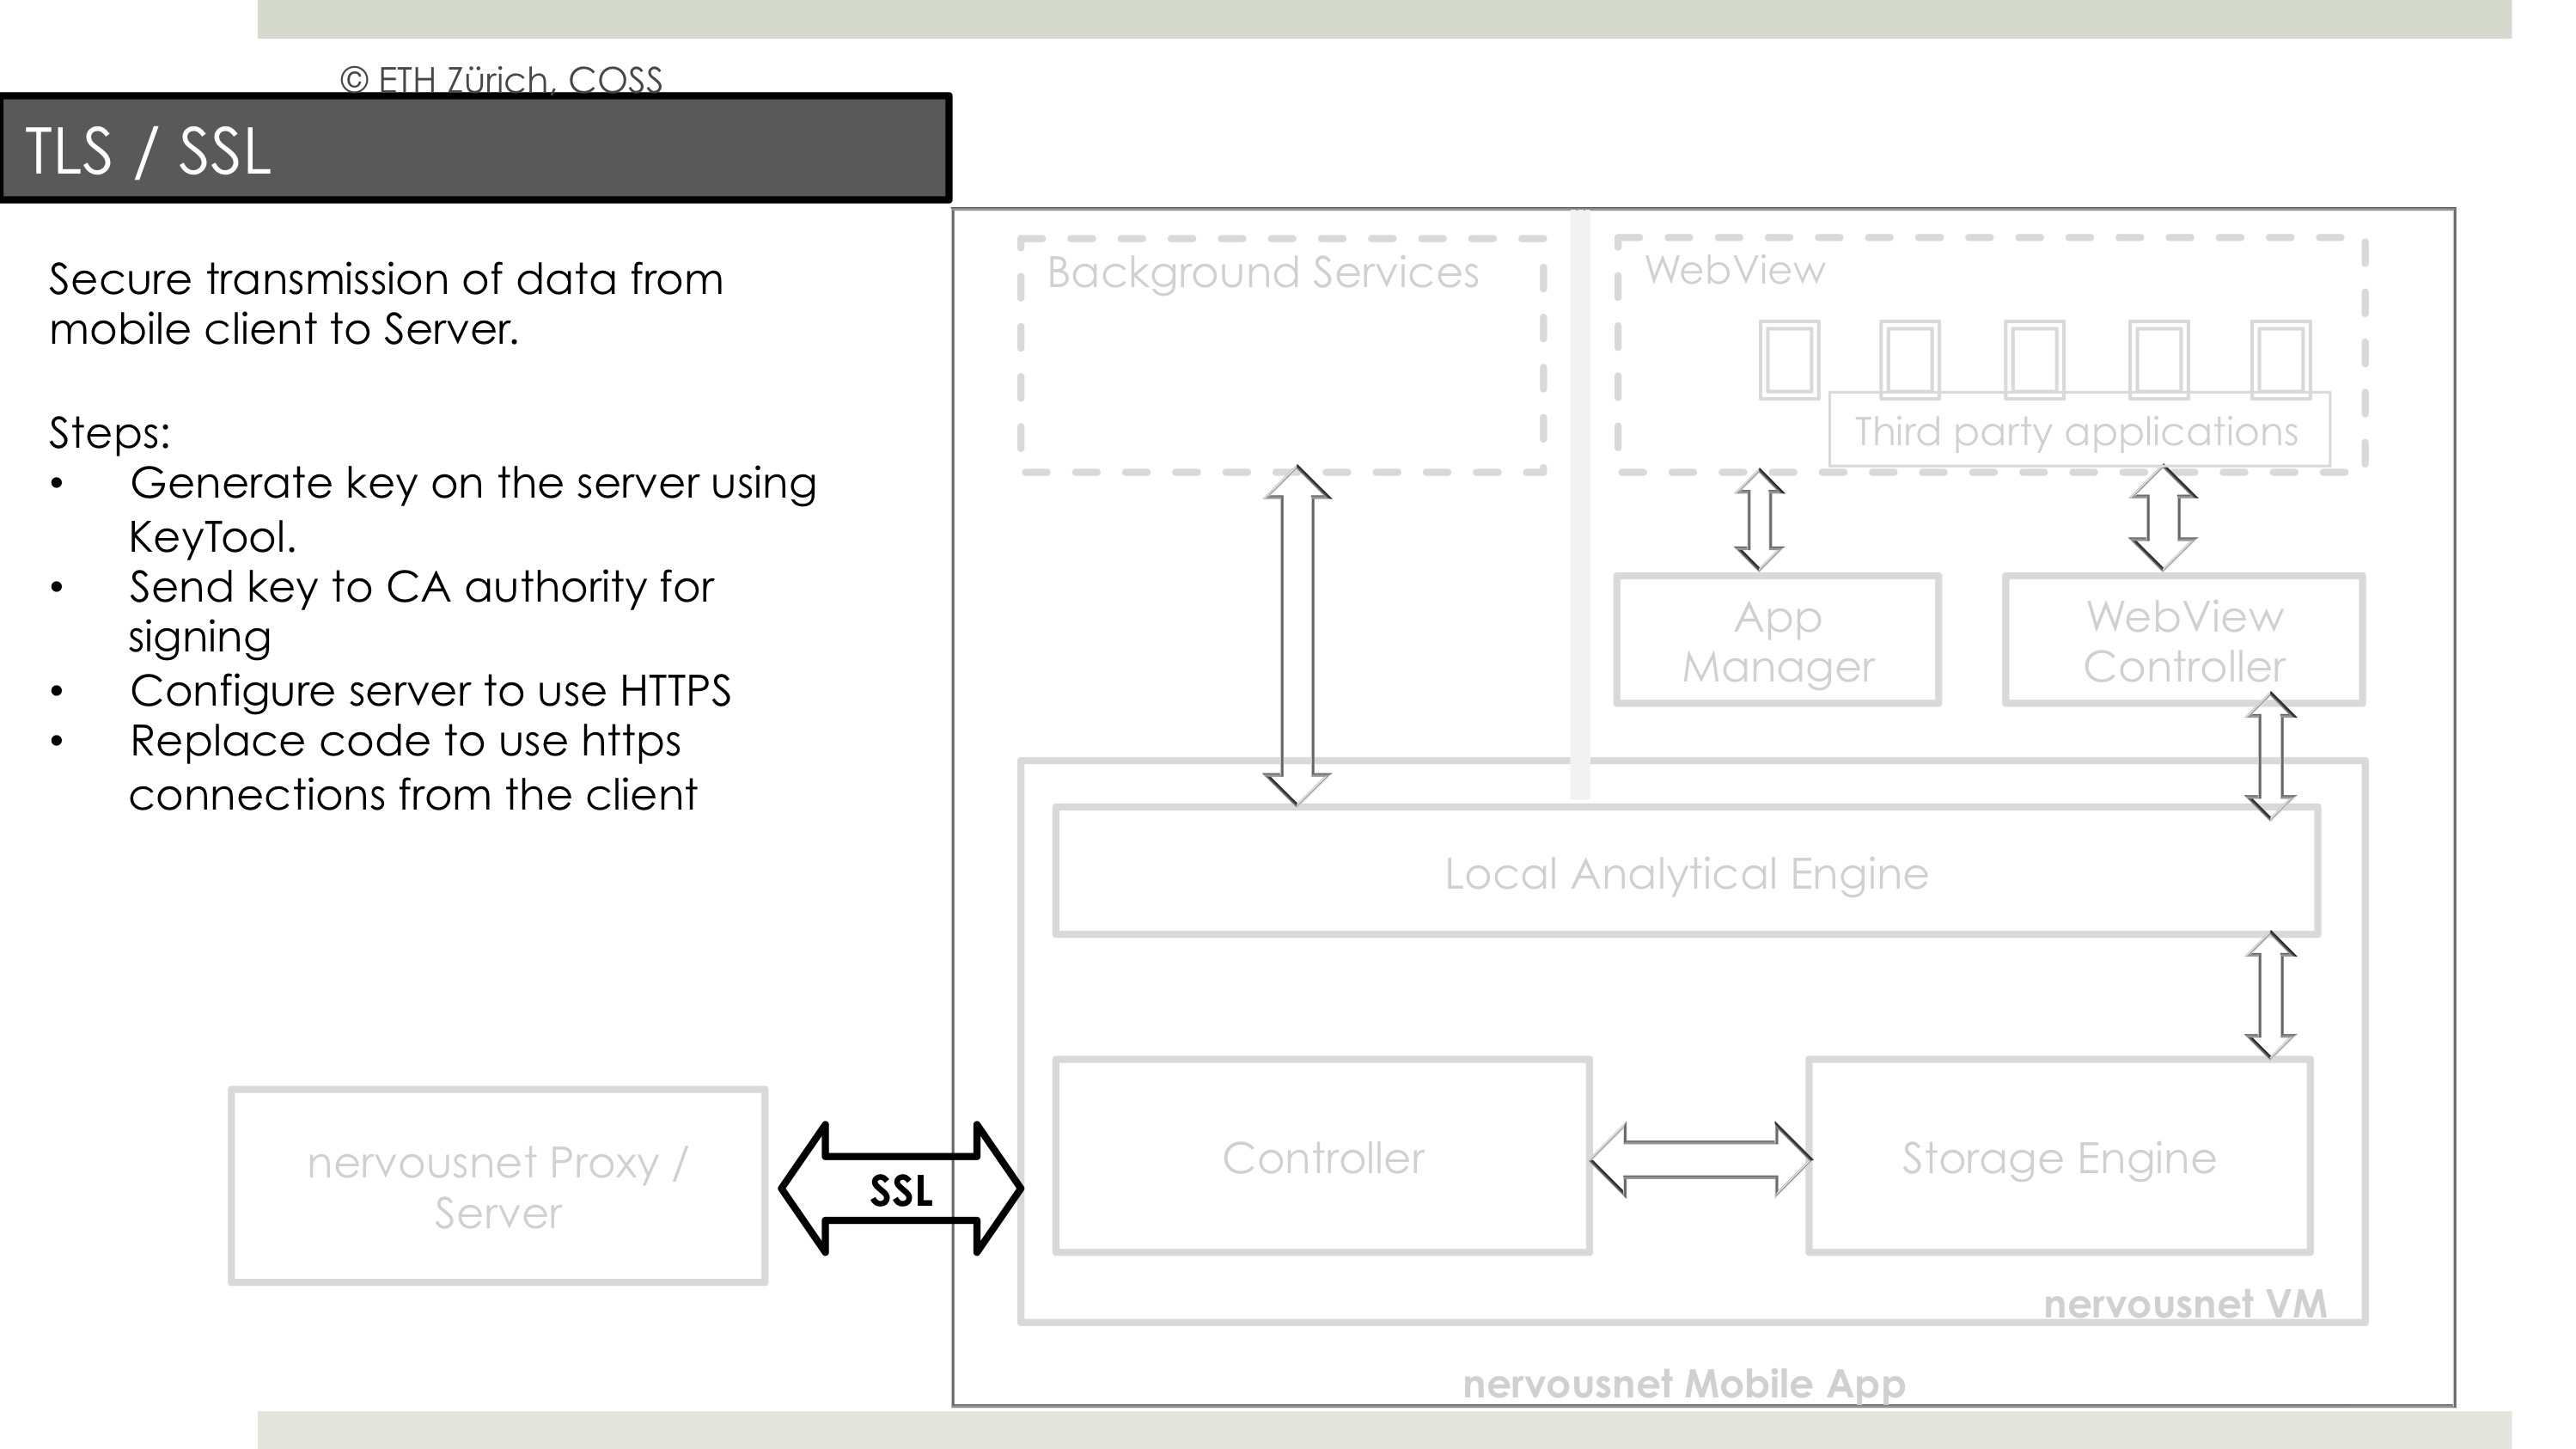 © ETH Zürich, COSS
TLS / SSL
Secure transmission of data from
mobile client to Server.
Steps:
• Generate key on the server using
KeyTool.
• Send key to CA authority for
signing
• Configure server to use HTTPS
• Replace code to use https
connections from the client
Background Services
WebView
Third party applications
App
Manager
WebView
Controller
Local Analytical Engine
nervousnet Proxy /
Server
SSL
Controller
Storage Engine
nervousnet VM
nervousnet Mobile App